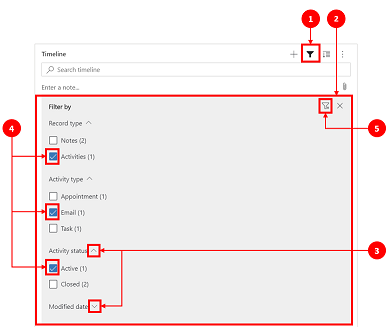 1 2
Timeline
Search timeline
Enter a note...
Filter by
Record type
Notes (2)
4
5
Activities (1)
Activity type
Appointment (1)
Email (1)
Task (1)
Activity status
3
Active (1)
Closed (2)
Modified date